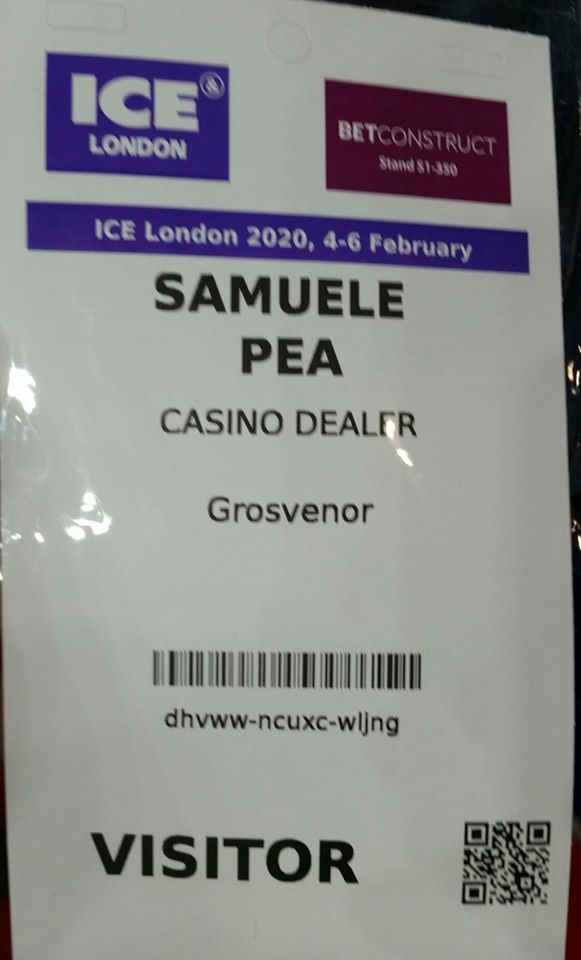 ICE &
LONDON
BETCONSTRUCT
Stand S1-350
ICE London 2020, 4-6 February
SAMUELE
PEA
CASINO DEALER
Grosvenor
dhvww-ncuxc-wljng
VISITOR